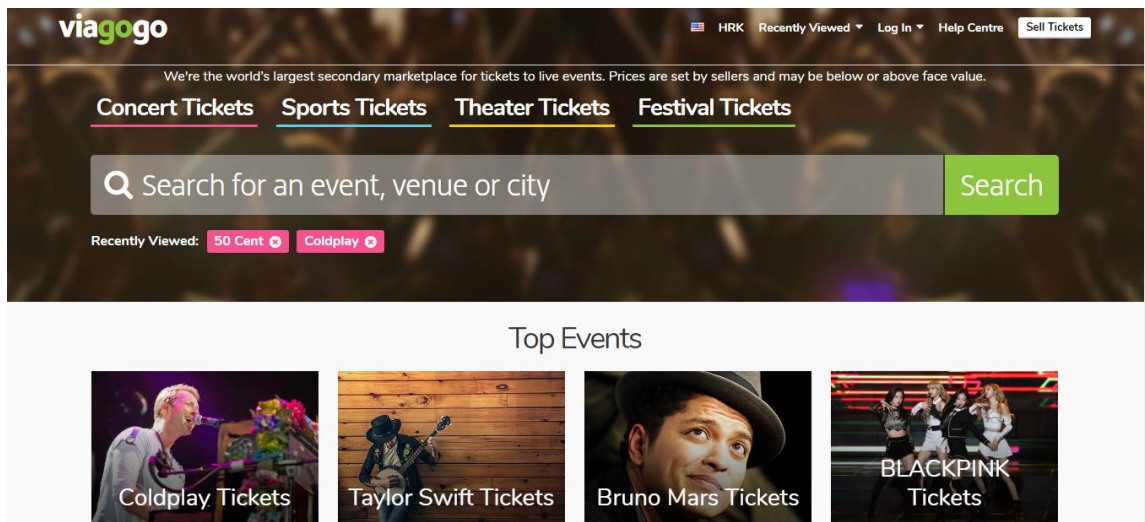 viagogo
HRK Recently Viewed Log In Help Centre Sell Tickets
We're the world's largest secondary marketplace for tickets to live events. Prices are set by sellers and may be below or above face value.
Concert Tickets Sports Tickets Theater Tickets Festival Tickets
Search for an event, venue or city Search
Recently Viewed: 50 Cent Coldplay
Top Events
Coldplay Tickets Taylor Swift Tickets Bruno Mars Tickets BLACKPINK
Tickets